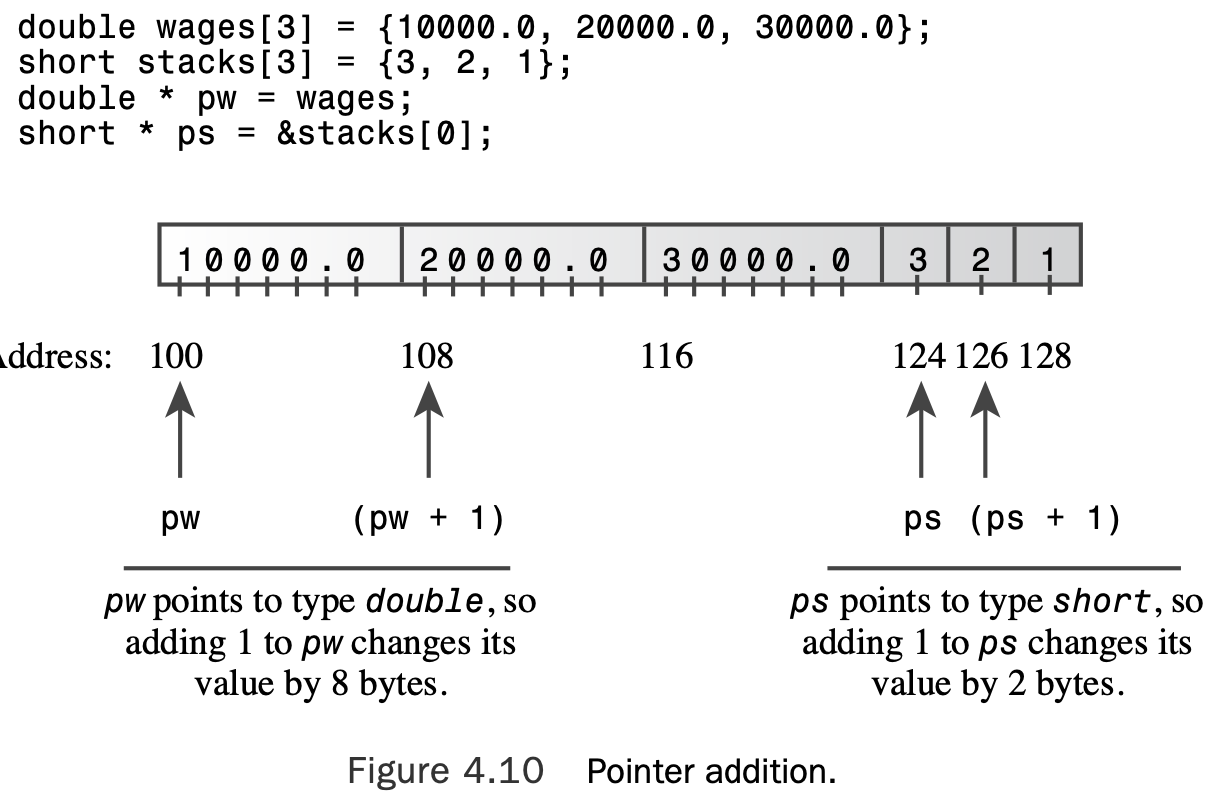 double wages[3] = {10000.0, 20000.0, 30000.0};
short stacks[3] = {3, 2, 1};
double * pw = wages;
short * ps = &stacks[0];
10000.0 20000.0 30000.0 3 2 1
Address: 100 108 116 124 126 128
pw (pw + 1) ps (ps + 1)
pw points to type double, so
adding 1 to pw changes its
value by 8 bytes.
ps points to type short, so
adding 1 to ps changes its
value by 2 bytes.
Figure 4.10 Pointer addition.